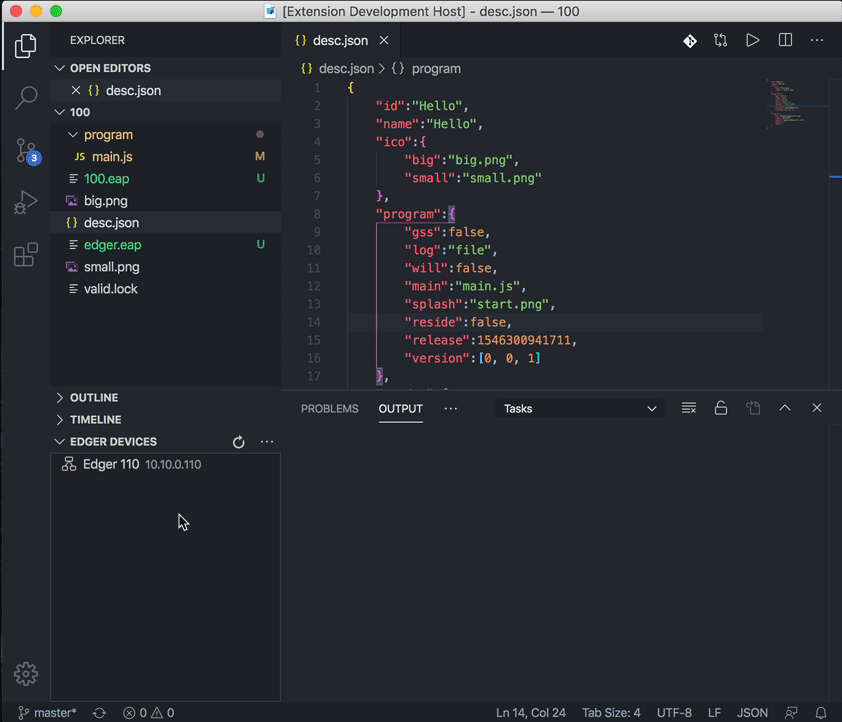 [Extension Development Host] - desc.json — 100
EXPLORER
OPEN EDITORS
{} desc.json
100
program
JS main.js M
100.eap U
big.png
{} desc.json
edger.eap U
small.png
valid.lock
OUTLINE
TIMELINE
EDGER DEVICES
Edger 110 10.10.0.110
3
{} desc.json
{} desc.json > {} program
1 {
2 "id":"Hello",
3 "name":"Hello",
4 "ico":{
5 "big":"big.png",
6 "small":"small.png"
7 },
8 "program":{
9 "gss":false,
10 "log":"file",
11 "will":false,
12 "main":"main.js",
13 "splash":"start.png",
14 "reside":false,
15 "release":1546300941711,
16 "version":[0, 0, 1]
17 },
PROBLEMS OUTPUT ··· Tasks
master* 0 0 Ln 14, Col 24 Tab Size: 4 UTF-8 LF JSON